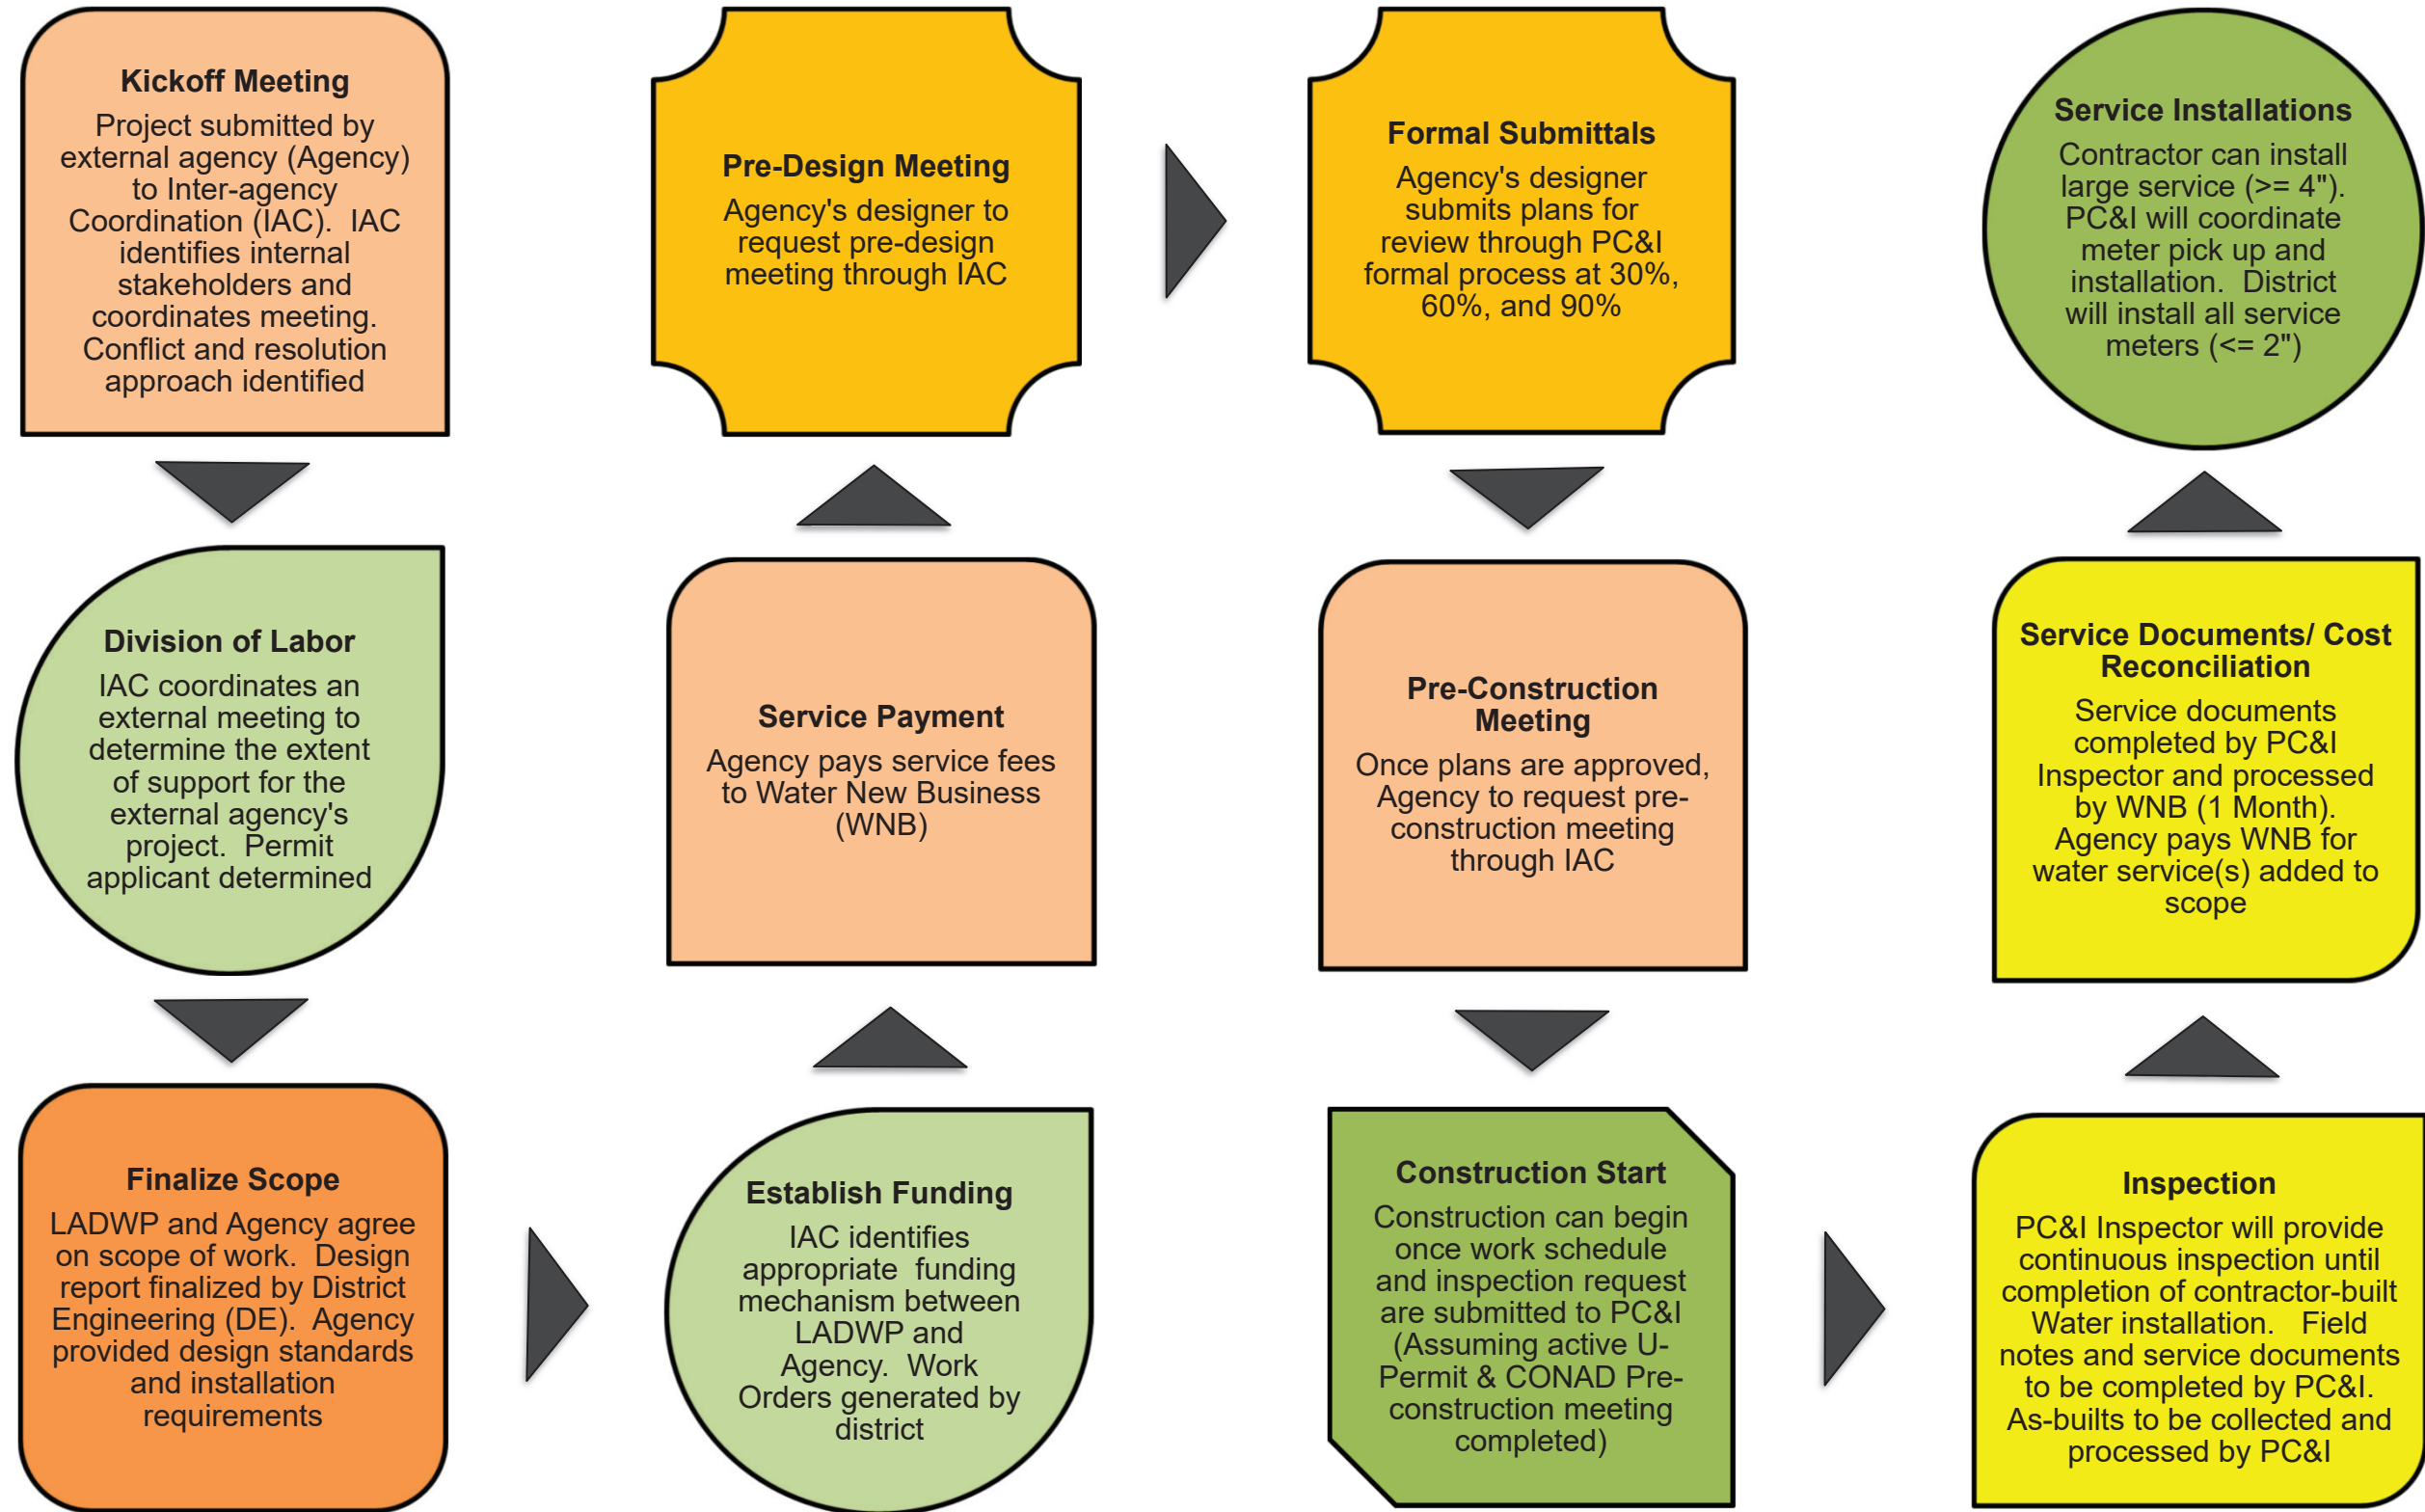 Kickoff Meeting
Project submitted by
external agency (Agency)
to Inter-agency
Coordination (IAC).  IAC
identifies internal
stakeholders and
coordinates meeting.
Conflict and resolution
approach identified
Division of Labor
IAC coordinates an
external meeting to
determine the extent
of support for the
external agency's
project.  Permit
applicant determined
Finalize Scope
LADWP and Agency agree
on scope of work.  Design
report finalized by District
Engineering (DE).  Agency
provided design standards
and installation
requirements
Establish Funding
IAC identifies
appropriate  funding
mechanism between
LADWP and
Agency.  Work
Orders generated by
district
Service Payment
Agency pays service fees
to Water New Business
(WNB)
Pre-Design Meeting
Agency's designer to
request pre-design
meeting through IAC
Formal Submittals
Agency's designer
submits plans for
review through PC&I
formal process at 30%,
60%, and 90%
Pre-Construction
Meeting
Once plans are approved,
Agency to request pre-
construction meeting
through IAC
Construction Start
Construction can begin
once work schedule
and inspection request
are submitted to PC&I
(Assuming active U-
Permit & CONAD Pre-
construction meeting
completed)
Inspection
PC&I Inspector will provide
continuous inspection until
completion of contractor-built
Water installation.   Field
notes and service documents
to be completed by PC&I.
As-builts to be collected and
processed by PC&I
Service Documents/ Cost
Reconciliation
Service documents
completed by PC&I
Inspector and processed
by WNB (1 Month).
Agency pays WNB for
water service(s) added to
scope
Service Installations
Contractor can install
large service (>= 4").
PC&I will coordinate
meter pick up and
installation.  District
will install all service
meters (<= 2")